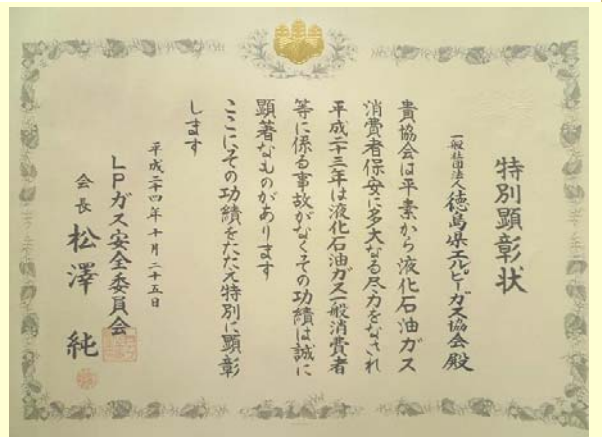 特別顕彰状
一般社団法人徳島県エルピーガス協会殿
貴協会は平素から液化石油ガス
消費者保安に多大なる尽力をなされ
平成二十三年は液化石油ガス一般消費者
等に係る事故がなくその功績は誠に
顕著なものがあります
ここにその功績をたたえ特別に顕彰
します
平成二十四年十月二十五日
LPガス安全委員会
会長 松澤 純